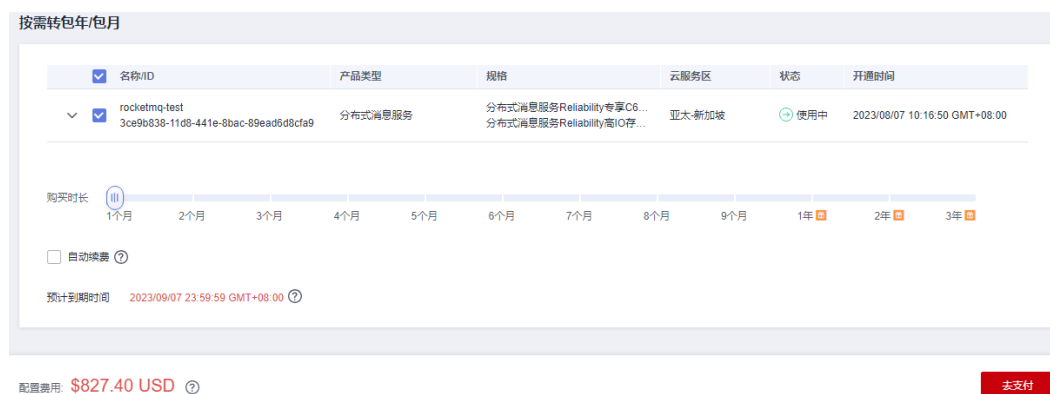 按需转包年/包月
名称/ID 产品类型 规格 云服务区 状态 开通时间
rocketmq-test
3ce9b838-11d8-441e-8bac-89ead6d8cfa9
分布式消息服务
分布式消息服务Reliability专享C6...
分布式消息服务Reliability高IO存...
亚太-新加坡
使用中
2023/08/07 10:16:50 GMT+08:00
购买时长
1个月 2个月 3个月 4个月 5个月 6个月 7个月 8个月 9个月 1年 2年 3年
自动续费 ?
预计到期时间 2023/09/07 23:59:59 GMT+08:00 ?
配置费用: $827.40 USD ?
去支付